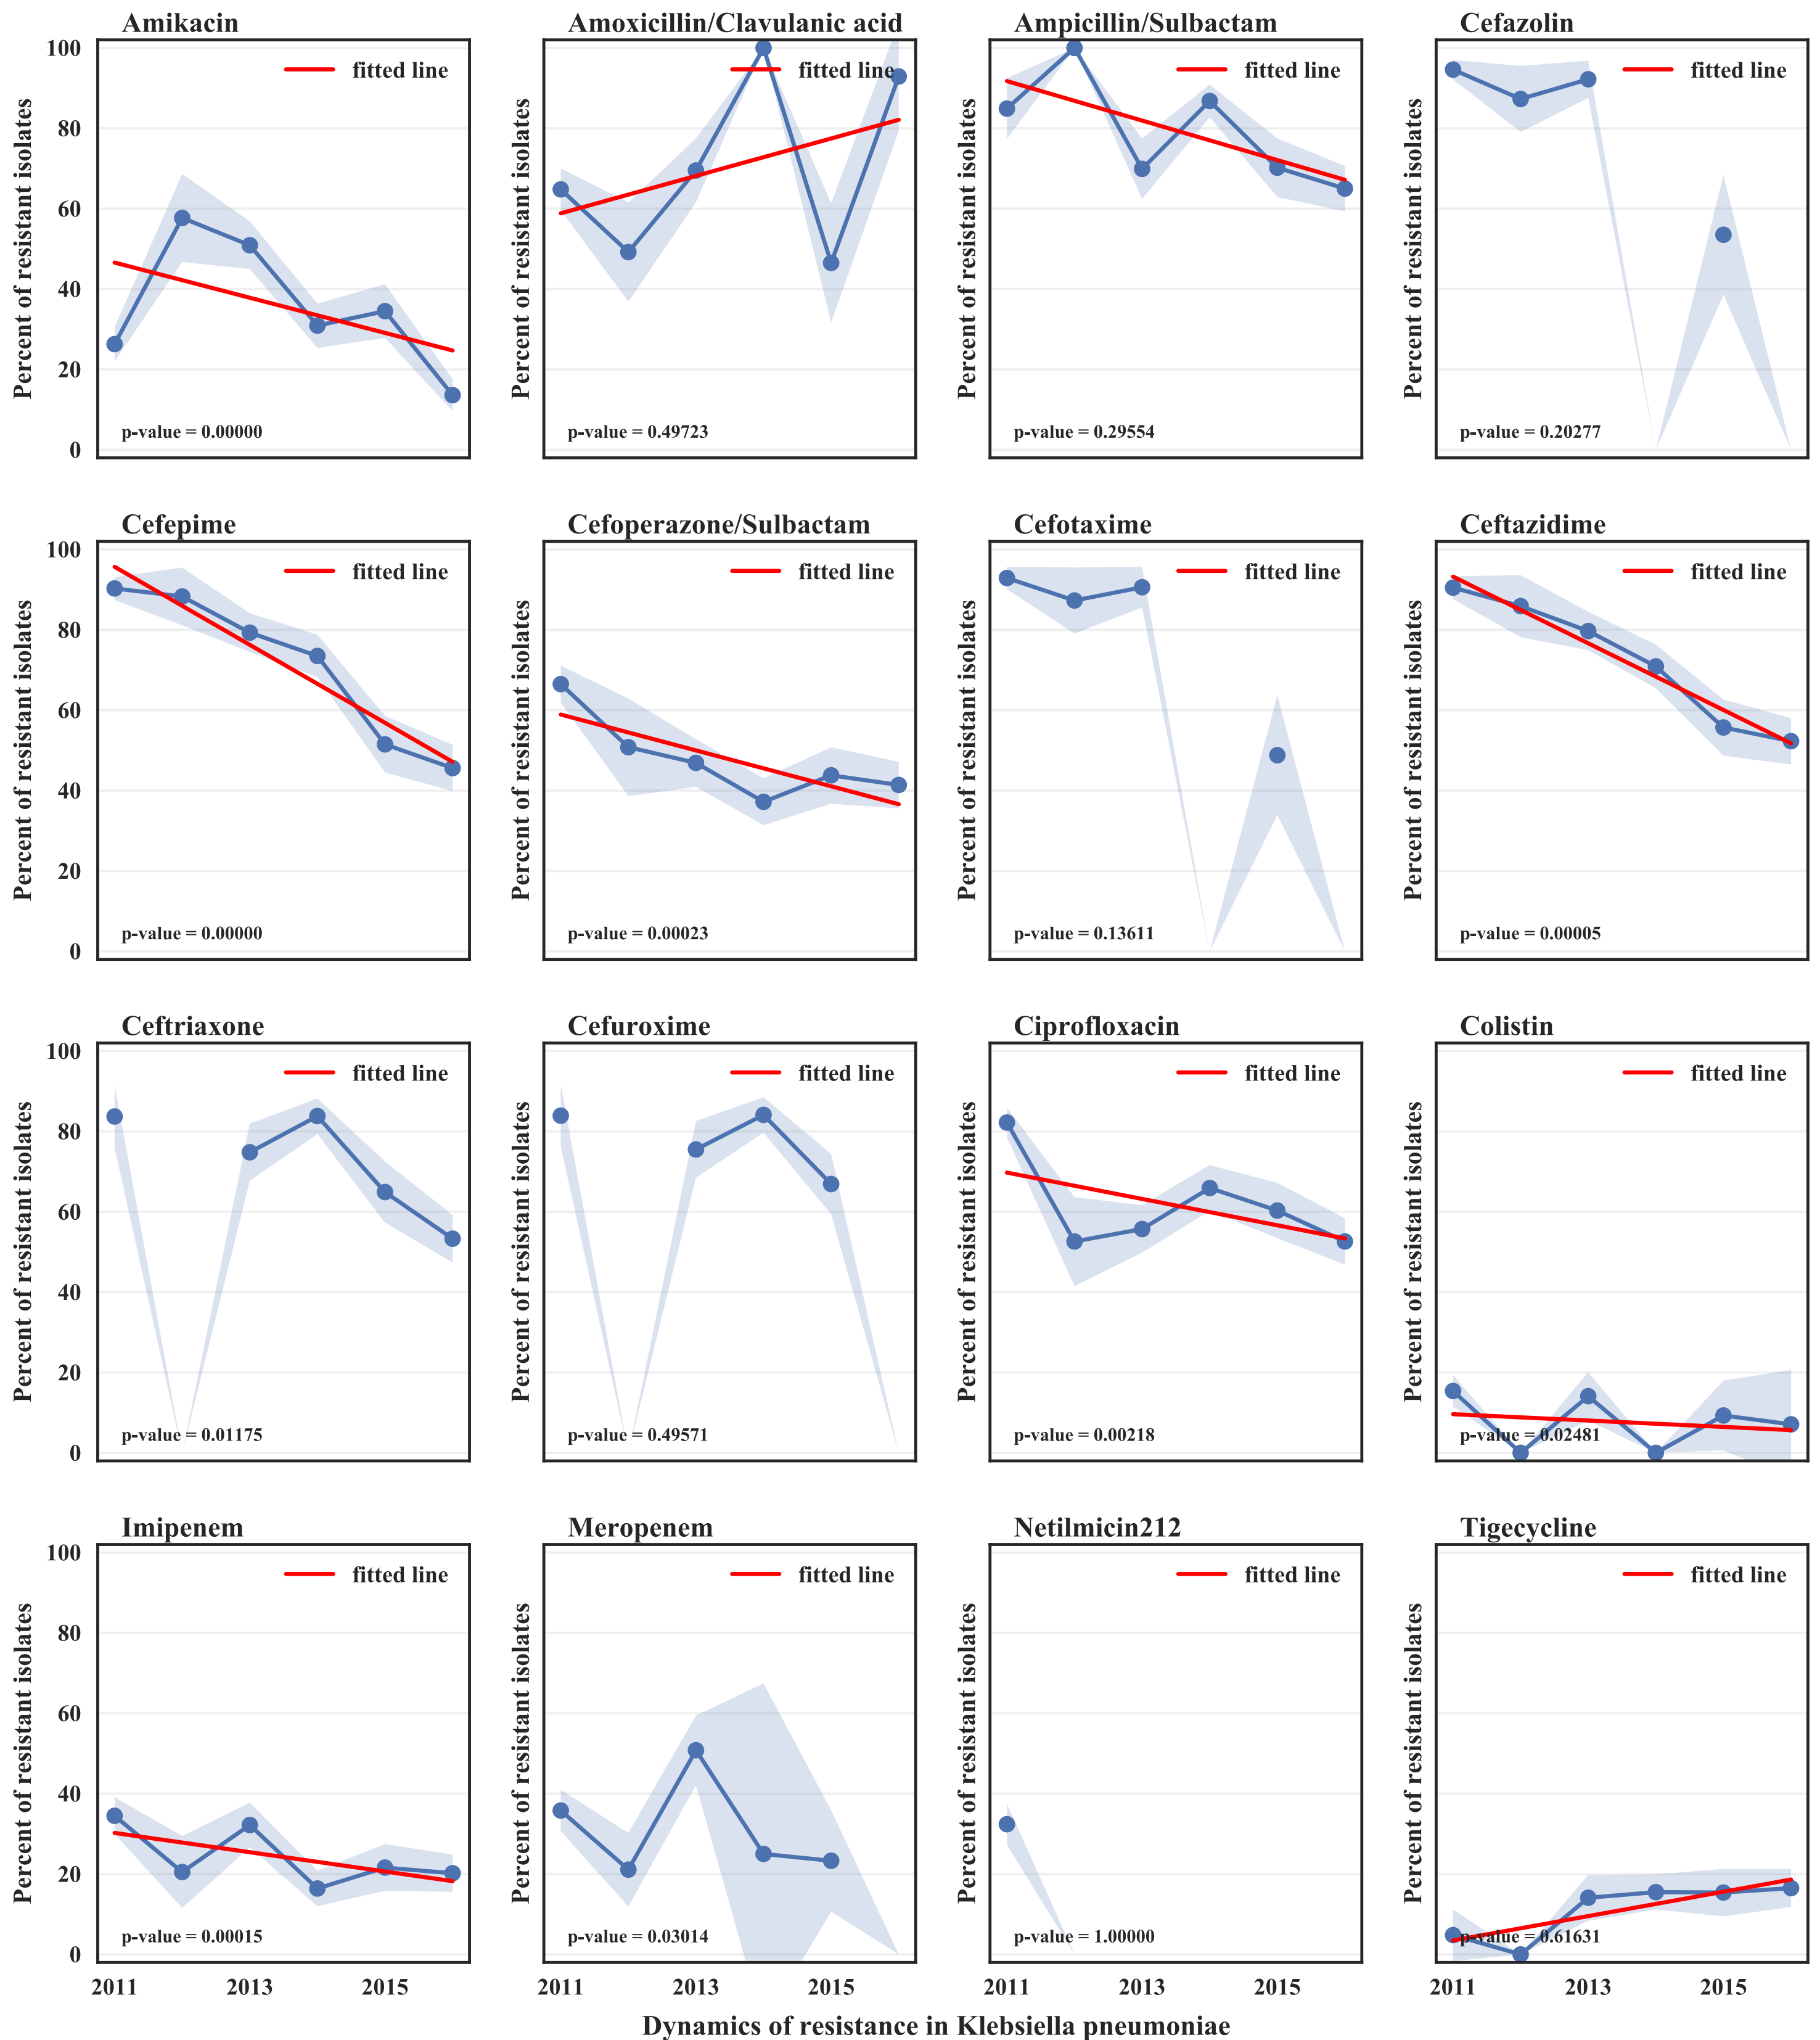 Amikacin
Amoxicillin/Clavulanic acid
Ampicillin/Sulbactam
Cefazolin
Percent of resistant isolates
100
80
60
40
20
0
fitted line
p-value = 0.00000
Percent of resistant isolates
fitted line
p-value = 0.49723
Percent of resistant isolates
fitted line
p-value = 0.29554
Percent of resistant isolates
fitted line
p-value = 0.20277
Cefepime
Cefoperazone/Sulbactam
Cefotaxime
Ceftazidime
Percent of resistant isolates
100
80
60
40
20
0
fitted line
p-value = 0.00000
Percent of resistant isolates
fitted line
p-value = 0.00023
Percent of resistant isolates
fitted line
p-value = 0.13611
Percent of resistant isolates
fitted line
p-value = 0.00005
Ceftriaxone
Cefuroxime
Ciprofloxacin
Colistin
Percent of resistant isolates
100
80
60
40
20
0
fitted line
p-value = 0.01175
Percent of resistant isolates
fitted line
p-value = 0.49571
Percent of resistant isolates
fitted line
p-value = 0.00218
Percent of resistant isolates
fitted line
p-value = 0.02481
Imipenem
Meropenem
Netilmicin212
Tigecycline
Percent of resistant isolates
100
80
60
40
20
0
fitted line
p-value = 0.00015
Percent of resistant isolates
fitted line
p-value = 0.03014
Percent of resistant isolates
fitted line
p-value = 1.00000
Percent of resistant isolates
fitted line
p-value = 0.61631
2011 2013 2015
2011 2013 2015
2011 2013 2015
2011 2013 2015
Dynamics of resistance in Klebsiella pneumoniae